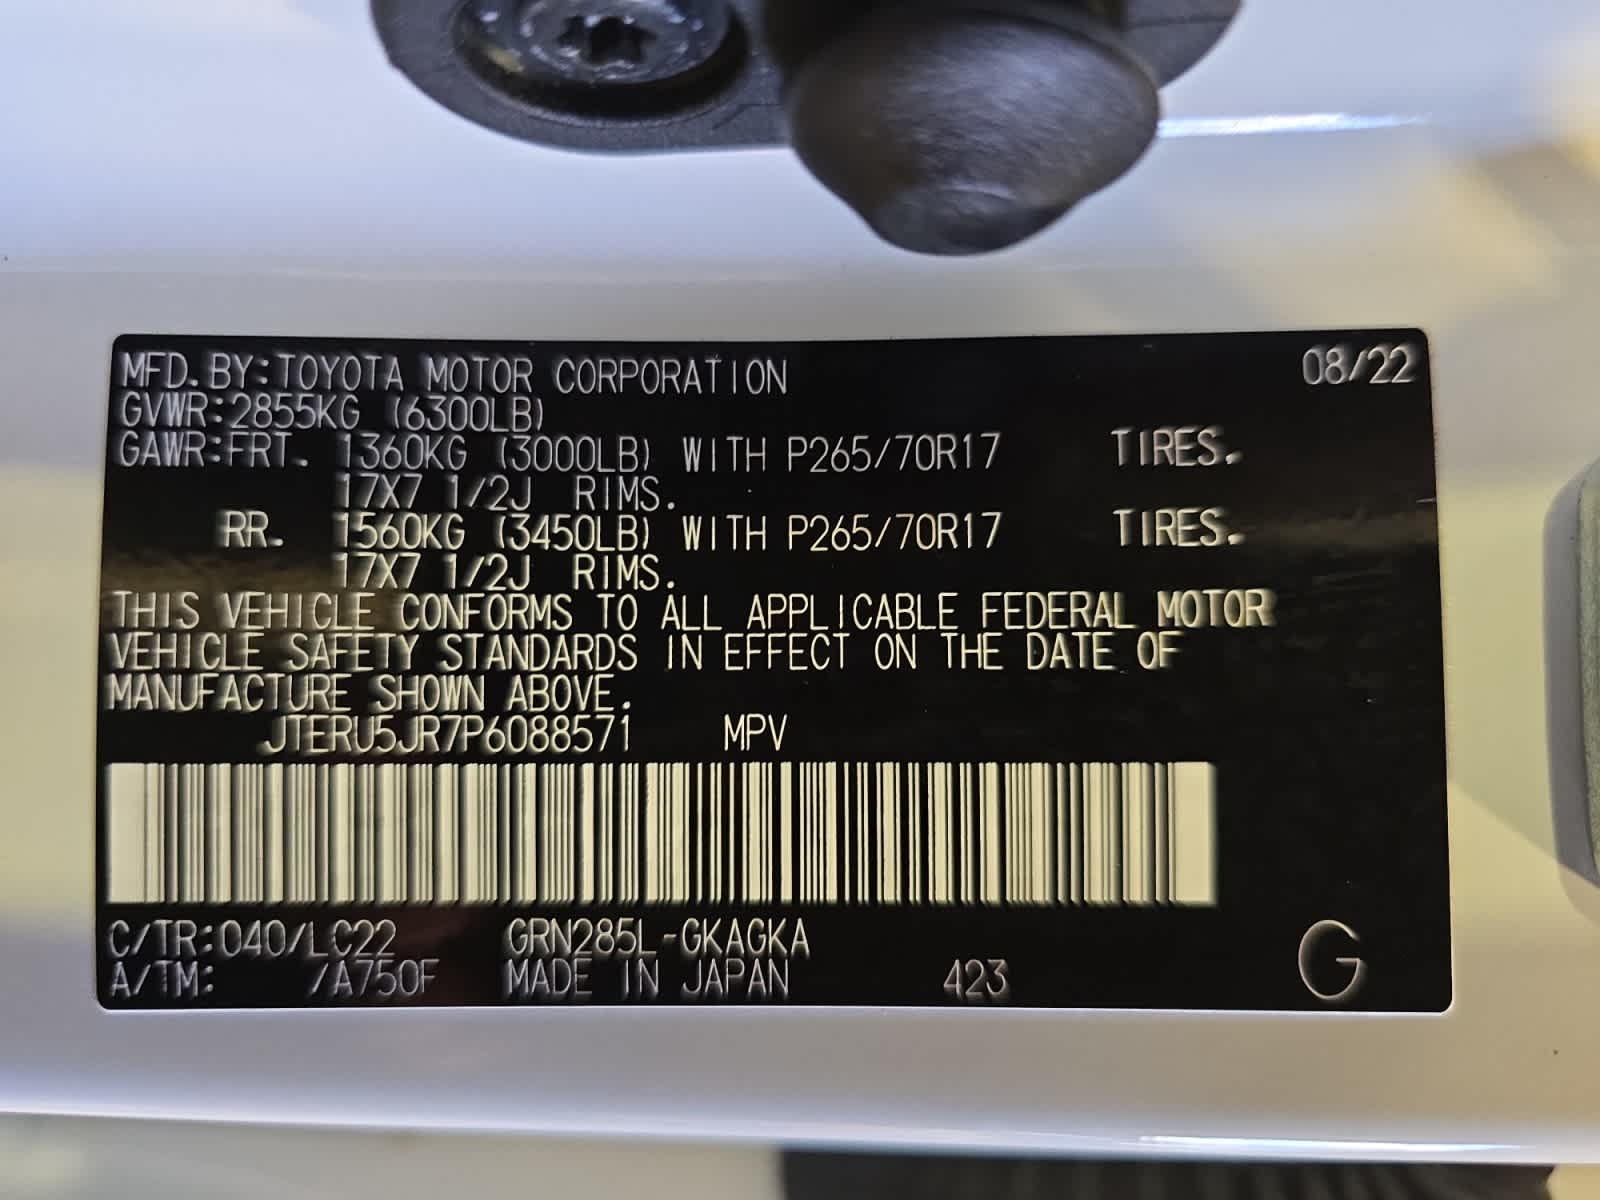 MFD. BY: TOYOTA MOTOR CORPORATION 08/22
GVWR: 2855KG (6300LB)
GAWR: FRT. 1360KG (3000LB) WITH P265/70R17 TIRES.
17X7 1/2J RIMS.
RR. 1560KG (3450LB) WITH P265/70R17 TIRES.
17X7 1/2J RIMS.
THIS VEHICLE CONFORMS TO ALL APPLICABLE FEDERAL MOTOR
VEHICLE SAFETY STANDARDS IN EFFECT ON THE DATE OF
MANUFACTURE SHOWN ABOVE.
JTERU5JR7P6088571 MPV
C/TR: 040/LC22 GRN285L-GKAGKA
A/TM: /A750F MADE IN JAPAN 423 G